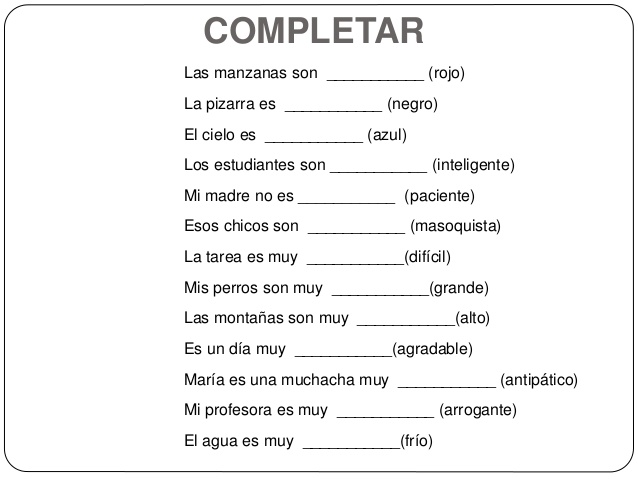 COMPLETAR
Las manzanas son ___________ (rojo)
La pizarra es ___________ (negro)
El cielo es ___________ (azul)
Los estudiantes son ___________ (inteligente)
Mi madre no es ___________ (paciente)
Esos chicos son ___________ (masoquista)
La tarea es muy ___________(difícil)
Mis perros son muy ___________(grande)
Las montañas son muy ___________(alto)
Es un día muy ___________(agradable)
María es una muchacha muy ___________ (antipático)
Mi profesora es muy ___________ (arrogante)
El agua es muy ___________(frío)